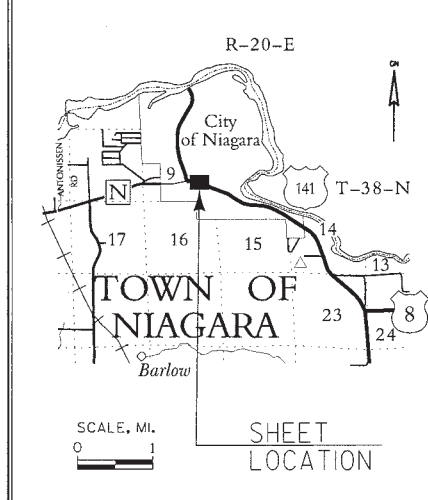 R-20-E
GN
City
of Niagara
ANTONISSEN
RD
N
9
141
T-38-N
17
16
15
14
13
TOWN OF
NIAGARA
23
8
24
Barlow
SCALE, MI.
0 1
SHEET
LOCATION